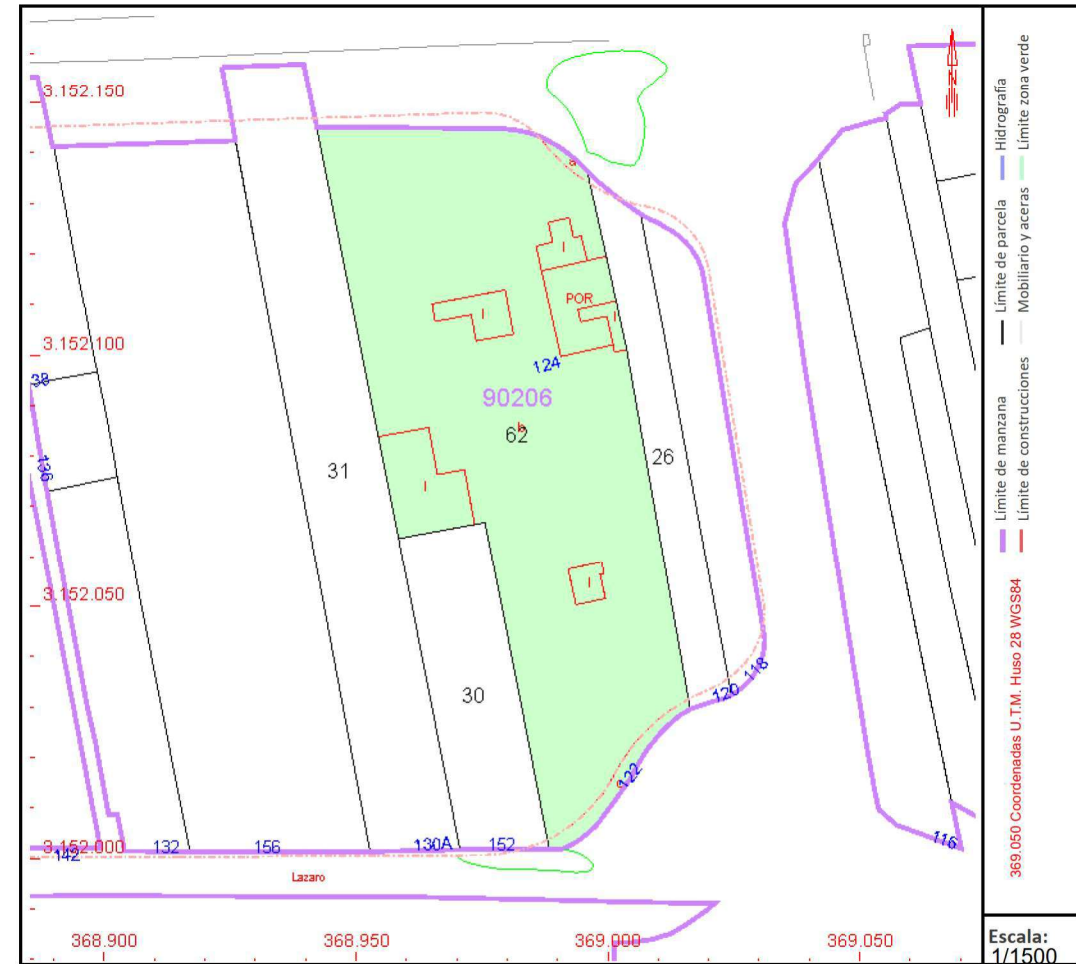 3.152.150
a
I
POR
I
I
3.152.100
124
38
90206
b
62
136
31
26
I
3.152.050
I
118
120
30
122
c
3.152.000
142
132
156
130A
152
116
Lazaro
368.900
368.950
369.000
369.050
N
Hidrografía
Límite zona verde
Límite de parcela
Mobiliario y aceras
Límite de manzana
Límite de construcciones
369.050 Coordenadas U.T.M. Huso 28 WGS84
Escala:
1/1500